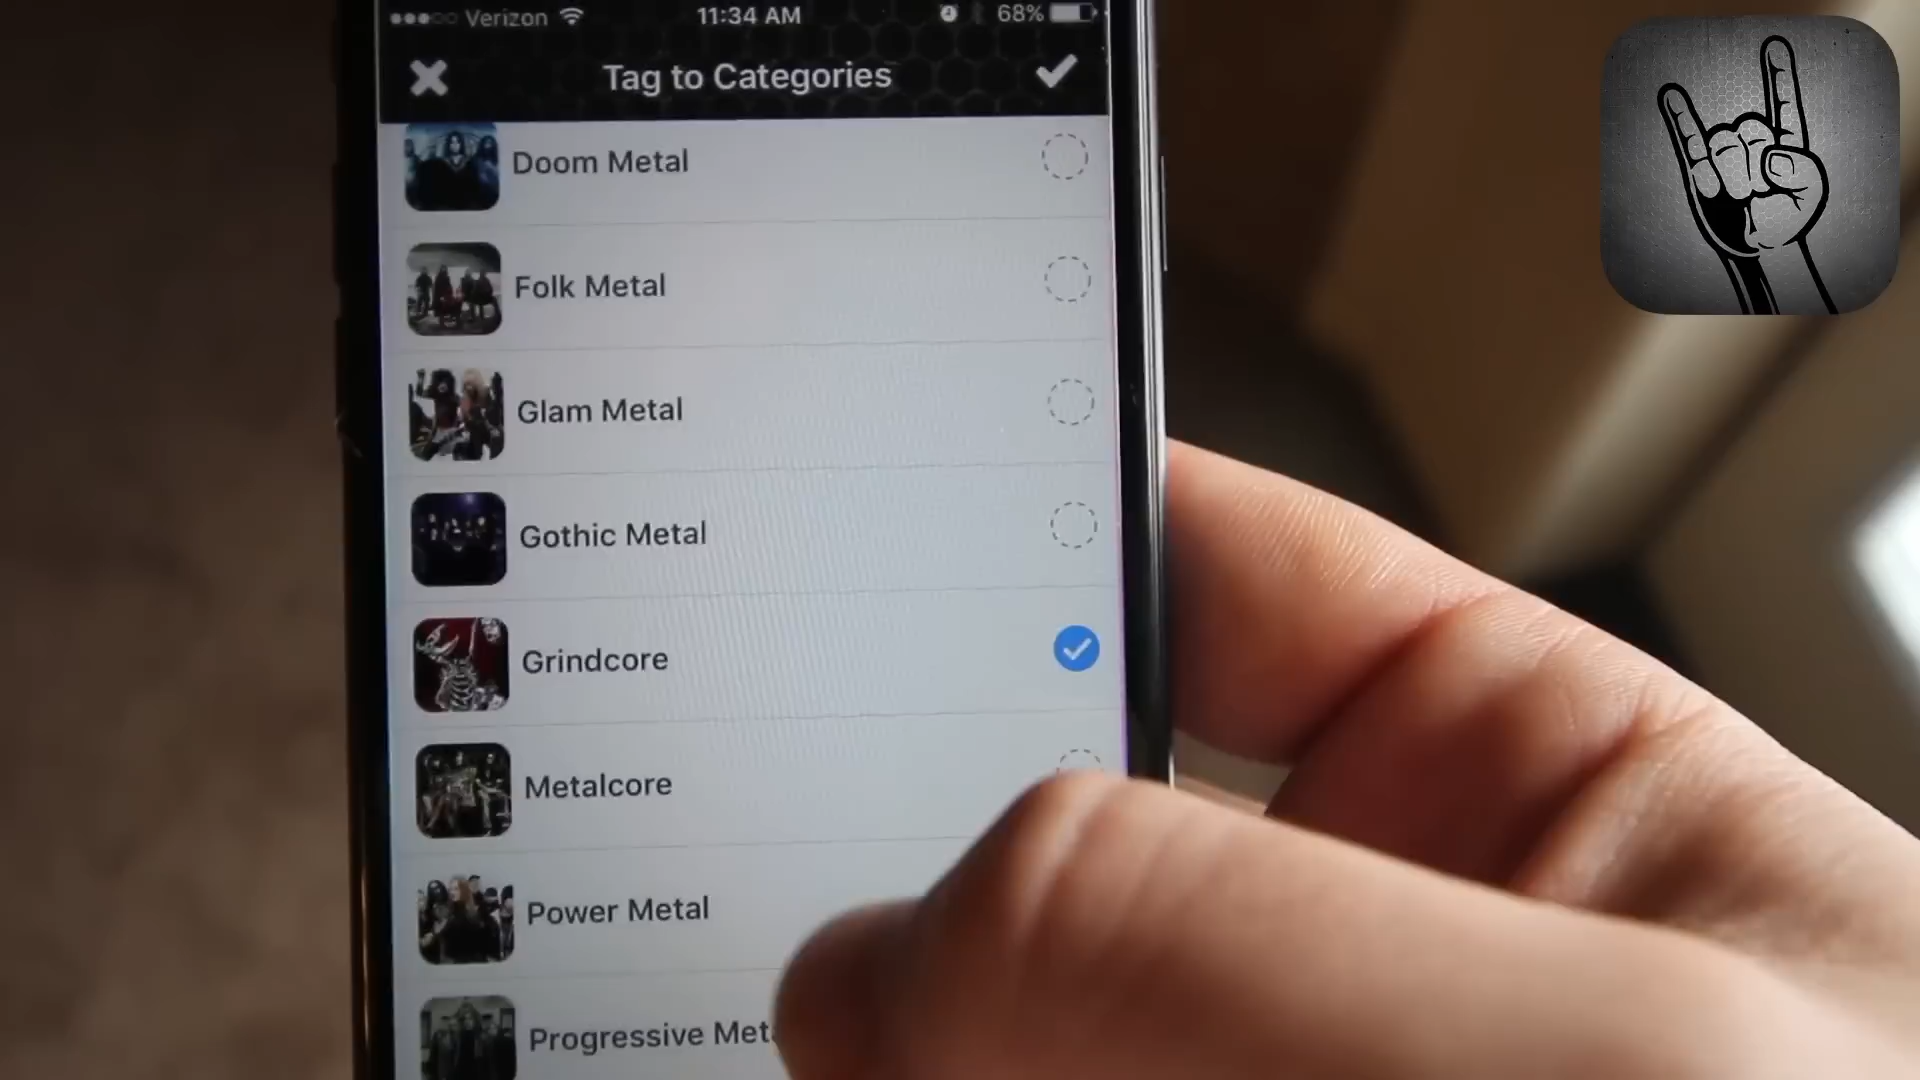 Verizon 11:34 AM 68%
Tag to Categories
Doom Metal
Folk Metal
Glam Metal
Gothic Metal
Grindcore
Metalcore
Power Metal
Progressive